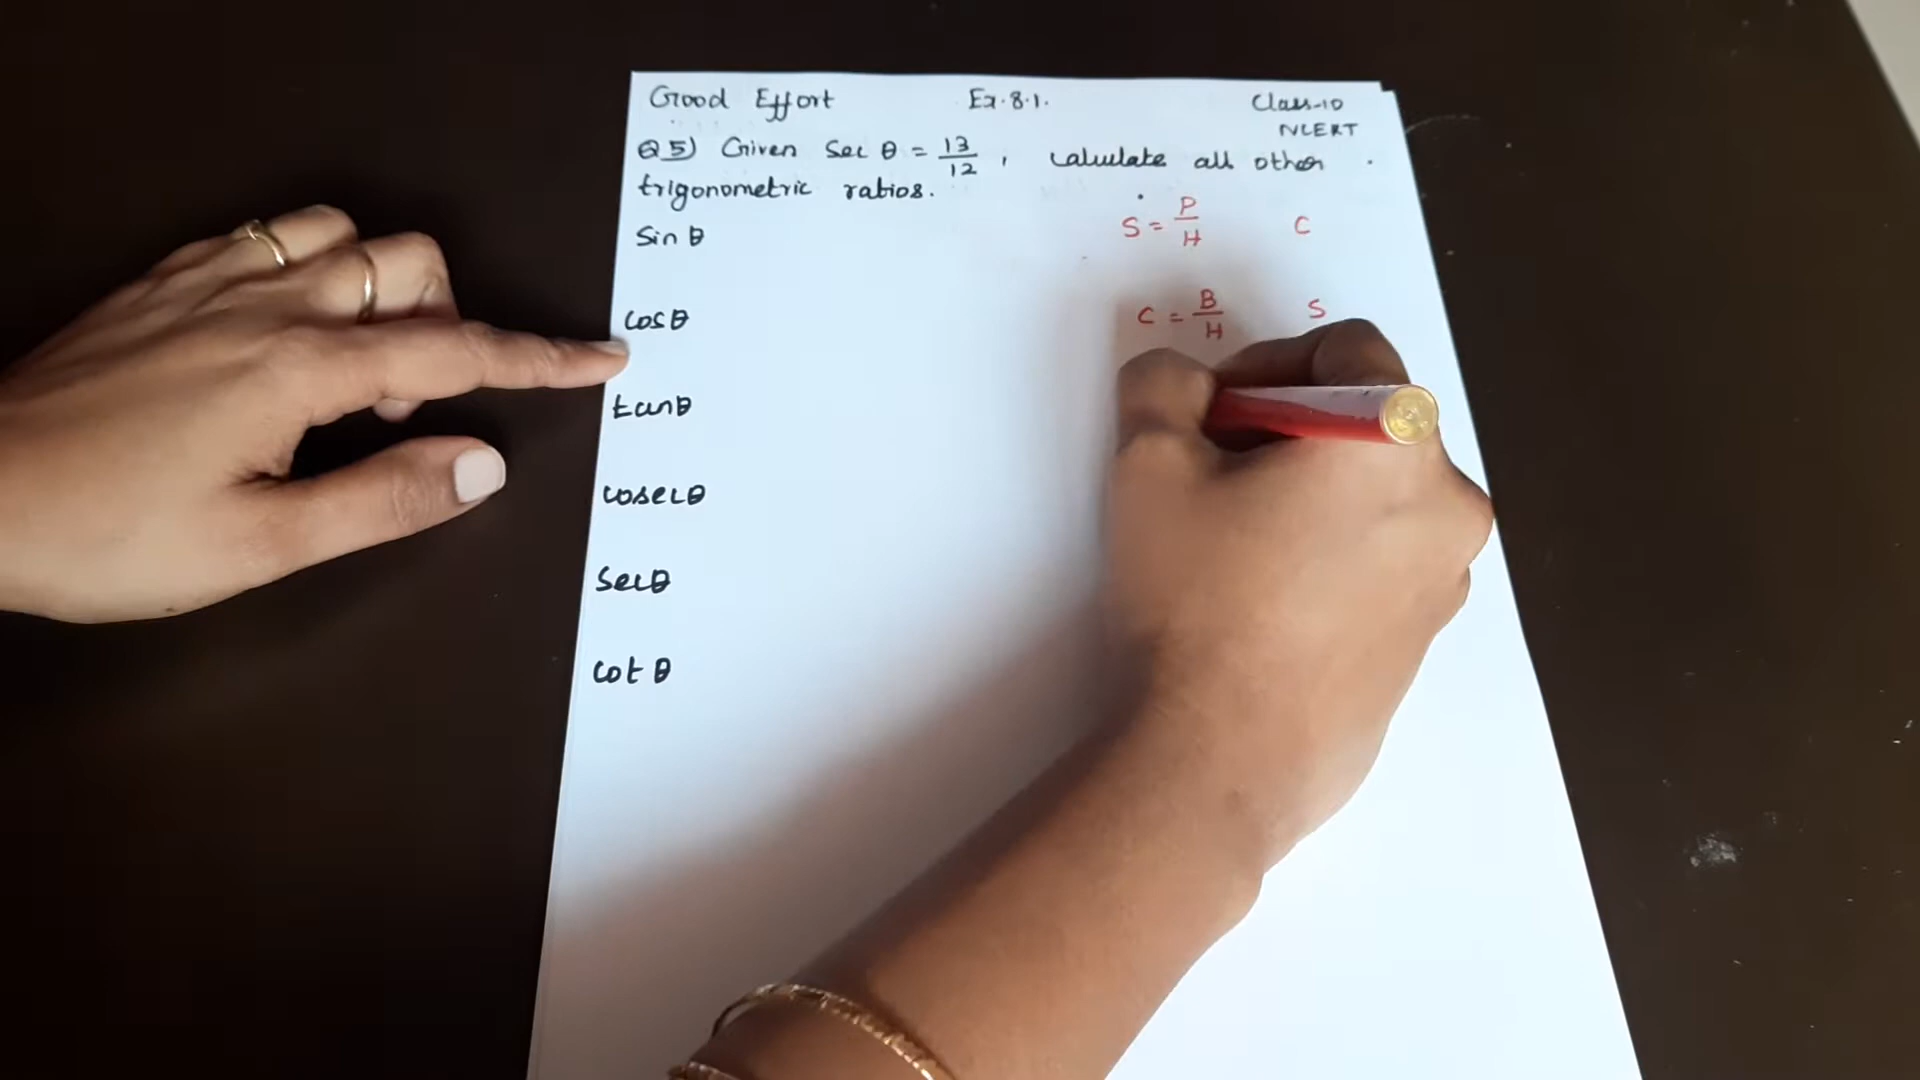 Good Effort Ex.8.1. Class-10
NCERT
Q5) Given Sec θ = 13/12, calculate all other
trigonometric ratios.
S = P/H C
Sin θ
C = B/H S
cos θ
tan θ
cosec θ
Sec θ
cot θ